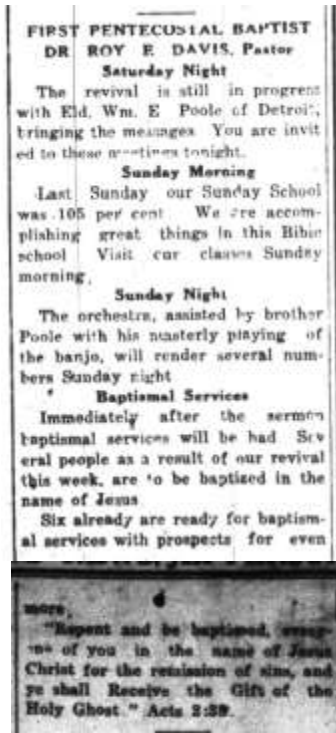 FIRST PENTECOSTAL BAPTIST
DR ROY E DAVIS, Pastor
Saturday Night
The revival is still in progress
with Eld. Wm. E Poole of Detroit,
bringing the messages You are invit
ed to these meetings tonight.
Sunday Morning
Last Sunday our Sunday School
was 105 per cent We are accom-
plishing great things in this Bible
school Visit our classes Sunday
morning,
Sunday Night
The orchestra, assisted by brother
Poole with his masterly playing of
the banjo, will render several num-
bers Sunday night
Baptismal Services
Immediately after the sermon
baptismal services will be had Sev
eral people as a result of our revival
this week, are to be baptized in the
name of Jesus
Six already are ready for baptism-
al services with prospects for even
more,
"Repent and be baptized, every
one of you in the name of Jesus
Christ for the remission of sins, and
ye shall Receive the Gift of the
Holy Ghost " Acts 2:38.